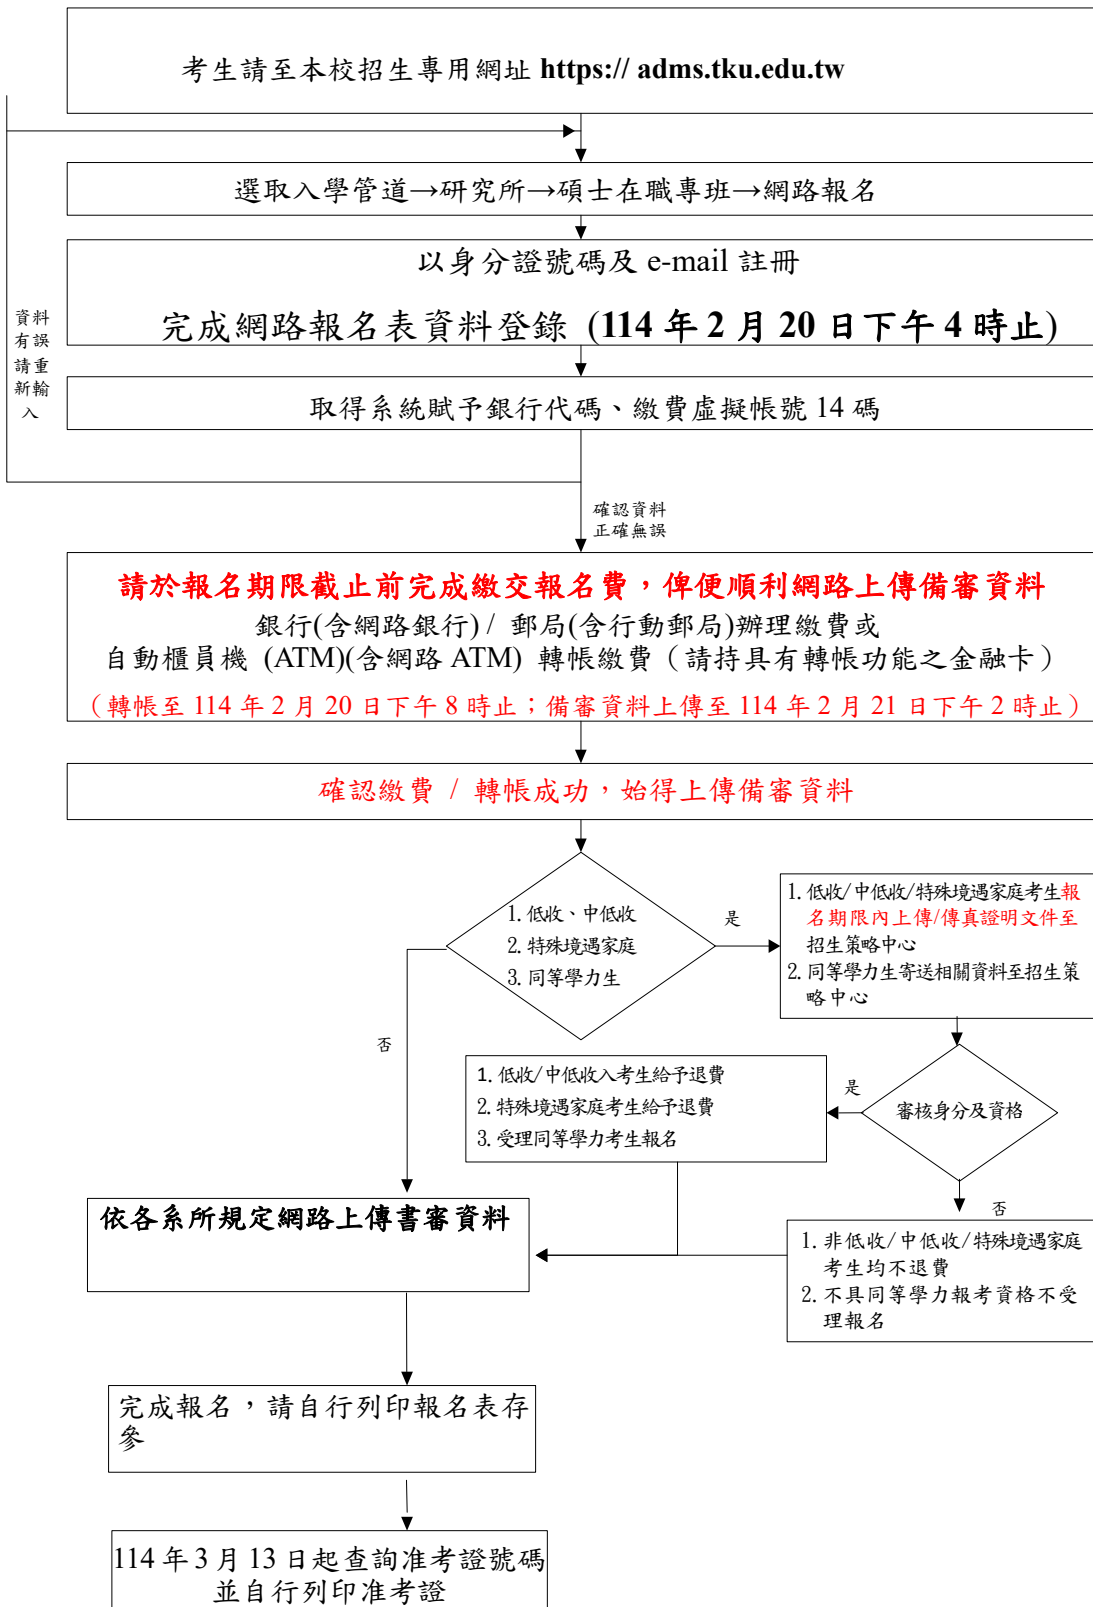 考生請至本校招生專用網址 https:// adms.tku.edu.tw
選取入學管道→研究所→碩士在職專班→網路報名
以身分證號碼及 e-mail 註冊
完成網路報名表資料登錄 (114 年 2 月 20 日下午 4 時止)
資料
有誤
請重
新輸
入
取得系統賦予銀行代碼、繳費虛擬帳號 14 碼
確認資料
正確無誤
請於報名期限截止前完成繳交報名費，俾便順利網路上傳備審資料
銀行(含網路銀行) / 郵局(含行動郵局)辦理繳費或
自動櫃員機 (ATM)(含網路 ATM) 轉帳繳費（請持具有轉帳功能之金融卡）
（轉帳至 114 年 2 月 20 日下午 8 時止；備審資料上傳至 114 年 2 月 21 日下午 2 時止）
確認繳費 / 轉帳成功，始得上傳備審資料
1. 低收、中低收
2. 特殊境遇家庭
3. 同等學力生
是
1. 低收/中低收/特殊境遇家庭考生報
名期限內上傳/傳真證明文件至
招生策略中心
2. 同等學力生寄送相關資料至招生策
略中心
否
審核身分及資格
是
1. 低收/中低收入考生給予退費
2. 特殊境遇家庭考生給予退費
3. 受理同等學力考生報名
否
1. 非低收/中低收/特殊境遇家庭
考生均不退費
2. 不具同等學力報考資格不受
理報名
依各系所規定網路上傳書審資料
完成報名，請自行列印報名表存
參
114 年 3 月 13 日起查詢准考證號碼
並自行列印准考證